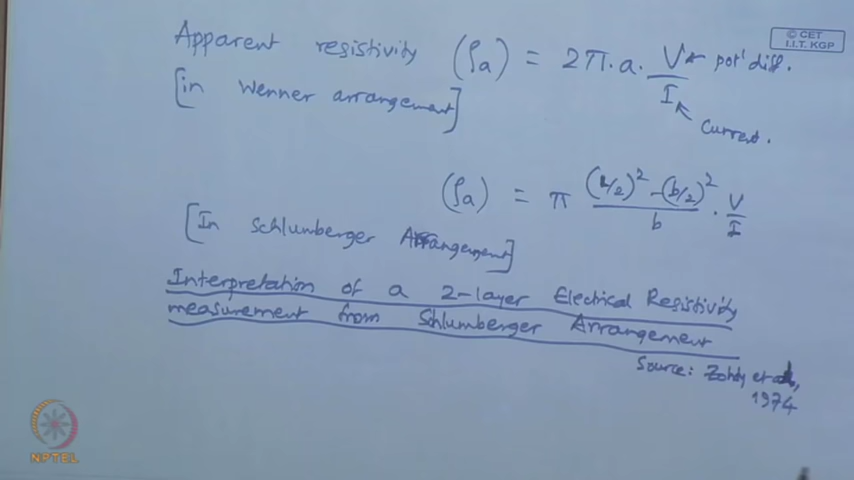 © CET
I.I.T. KGP
Apparent resistivity (ρa) = 2π.a. V/I ← pot'l diff.
[in Wenner arrangement]
Current.
(ρa) = π (L/2)² - (b/2)² / b . V/I
[In Schlumberger Arrangement]
Interpretation of a 2-layer Electrical Resistivity
measurement from Schlumberger Arrangement
Source: Zohdy et al,
1974
NPTEL